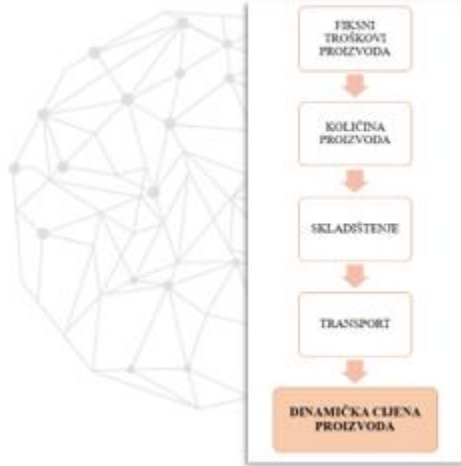 FIKSNI
TROŠKOVI
PROIZVODA
KOLIČINA
PROIZVODA
SKLADIŠTENJE
TRANSPORT
DINAMIČKA CIJENA
PROIZVODA